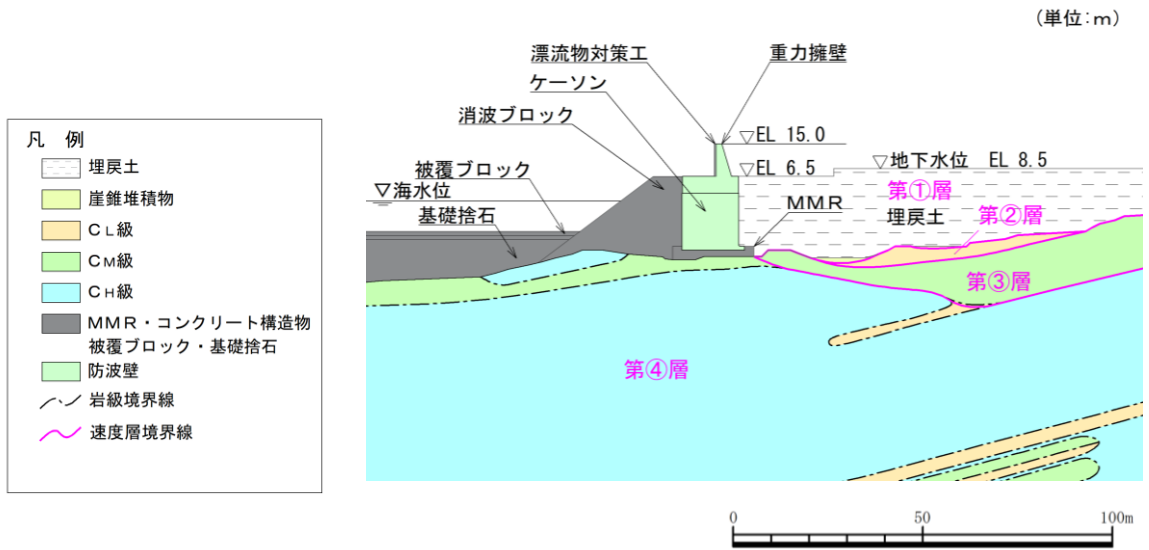 (単位:m)
漂流物対策工
重力擁壁
ケーソン
消波ブロック
▽EL 15.0
被覆ブロック
▽EL 6.5
▽地下水位 EL 8.5
▽海水位
第①層
MMR
基礎捨石
埋戻土
第②層
第③層
第④層
凡 例
埋戻土
崖錐堆積物
CL級
CM級
CH級
MMR・コンクリート構造物
被覆ブロック・基礎捨石
防波壁
岩級境界線
速度層境界線
0 50 100m